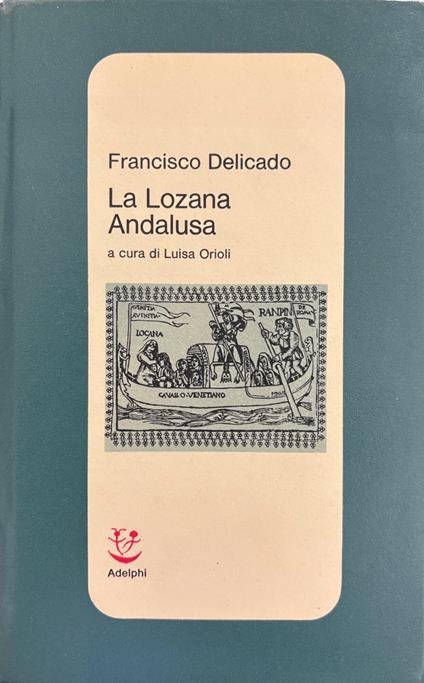 Francisco Delicado
La Lozana
Andalusa
a cura di Luisa Orioli
LOÇANA
RANPIN
CAVALLO·VENETIANO
Adelphi